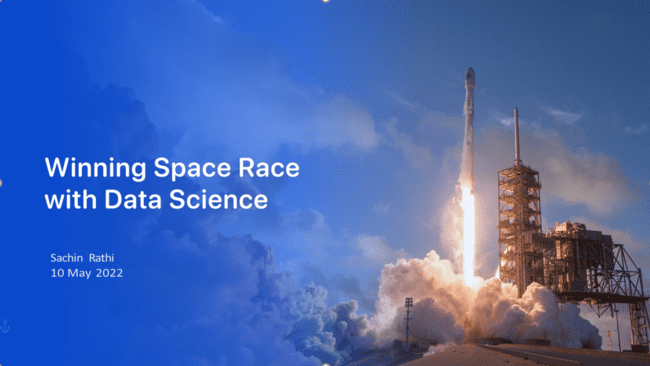 Winning Space Race
with Data Science
Sachin Rathi
10 May 2022